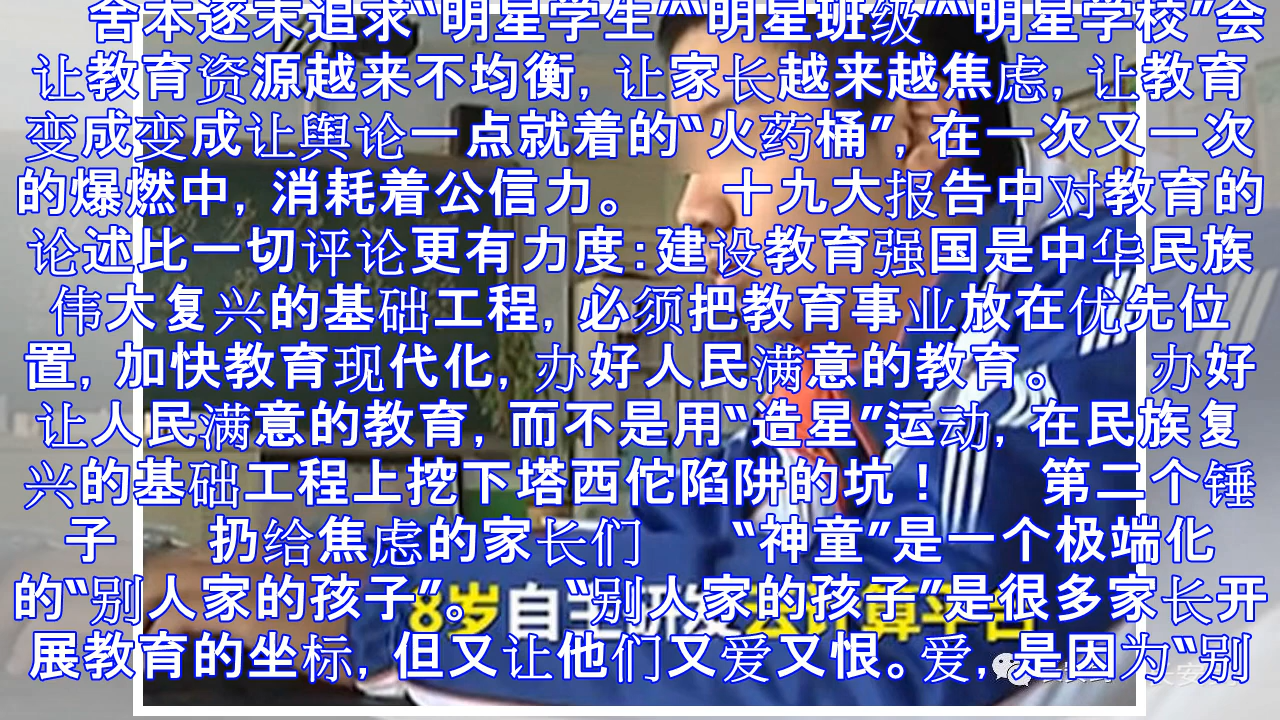 舍本逐末追求“明星学生”“明星班级”“明星学校”会
让教育资源越来不均衡，让家长越来越焦虑，让教育
变成变成让舆论一点就着的“火药桶”，在一次又一次
的爆燃中，消耗着公信力。 十九大报告中对教育的
论述比一切评论更有力度：建设教育强国是中华民族
伟大复兴的基础工程，必须把教育事业放在优先位
置，加快教育现代化，办好人民满意的教育。 办好
让人民满意的教育，而不是用“造星”运动，在民族复
兴的基础工程上挖下塔西佗陷阱的坑！ 第二个锤
子 扔给焦虑的家长们 “神童”是一个极端化
的“别人家的孩子”。 “别人家的孩子”是很多家长开
展教育的坐标，但又让他们又爱又恨。爱，是因为“别
8岁自主研发云计算平台